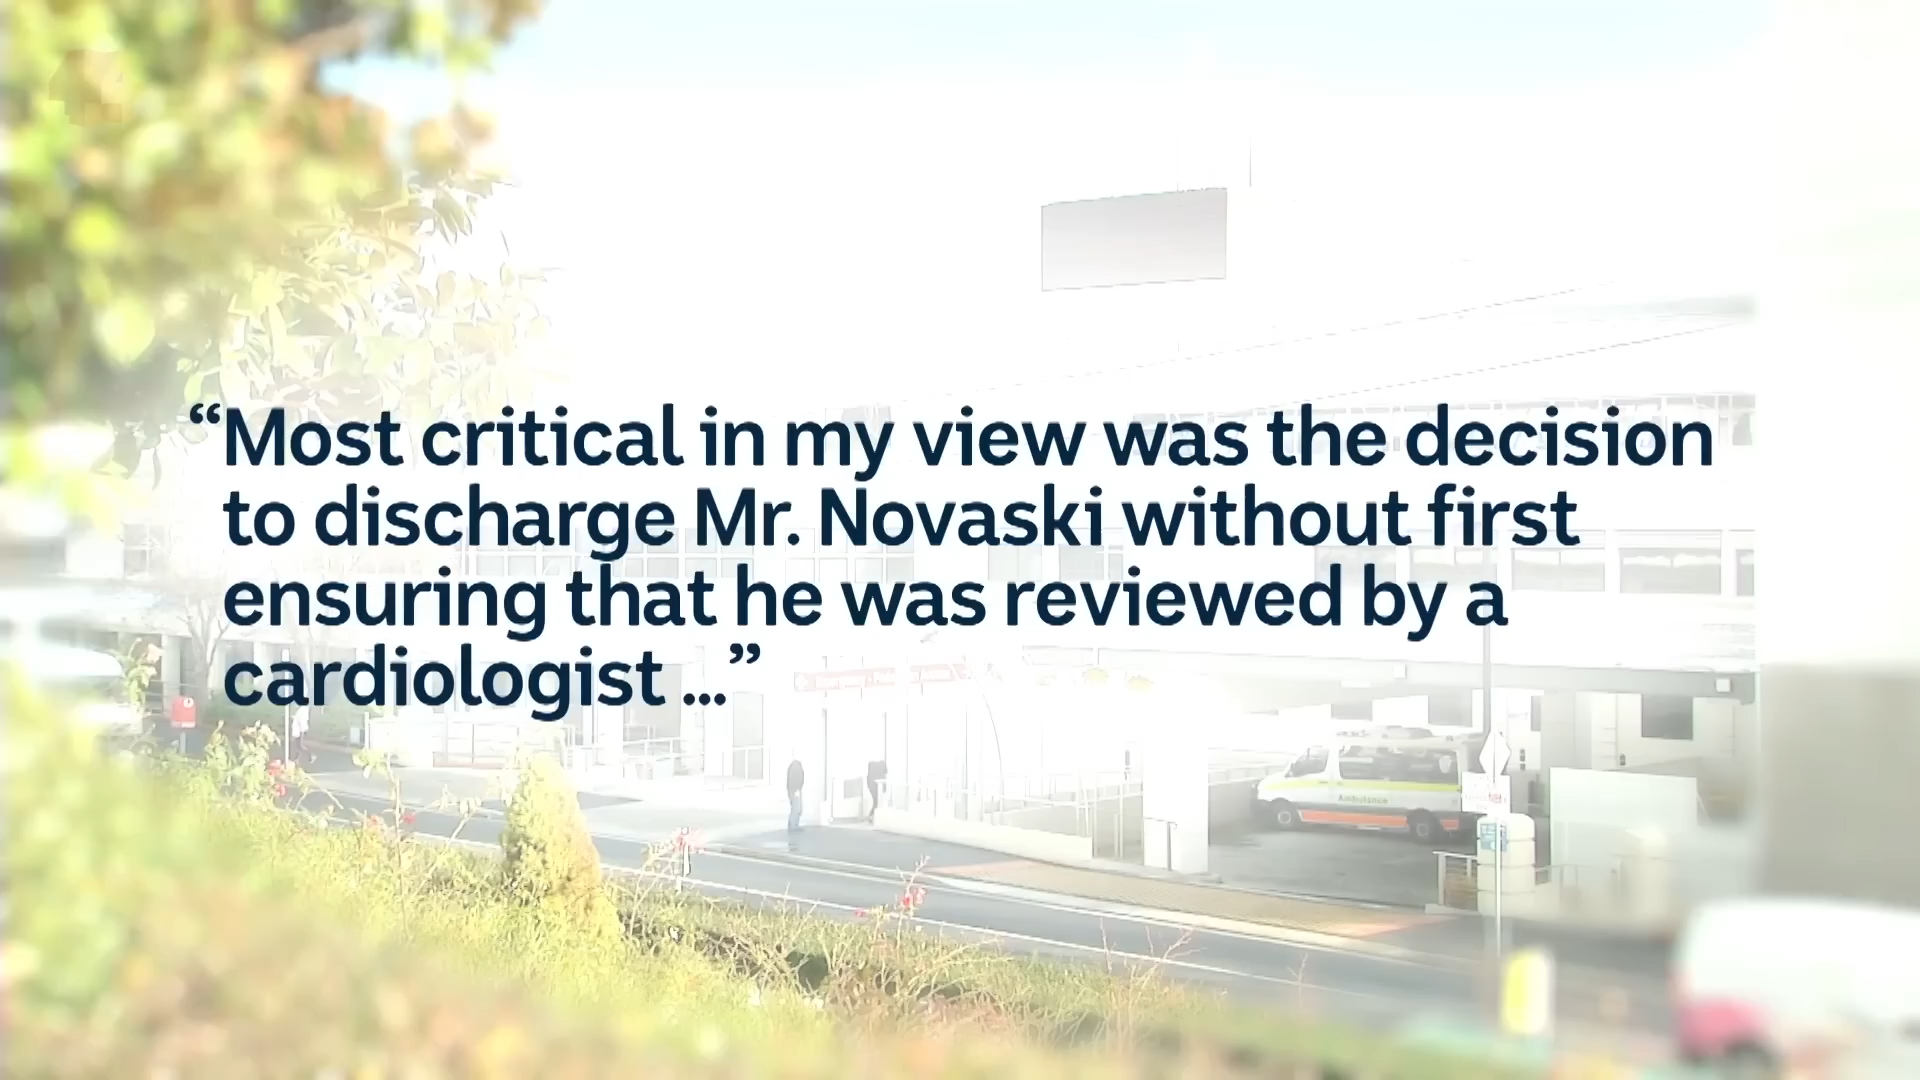 “Most critical in my view was the decision
to discharge Mr. Novaski without first
ensuring that he was reviewed by a
cardiologist ...”
Ambulance